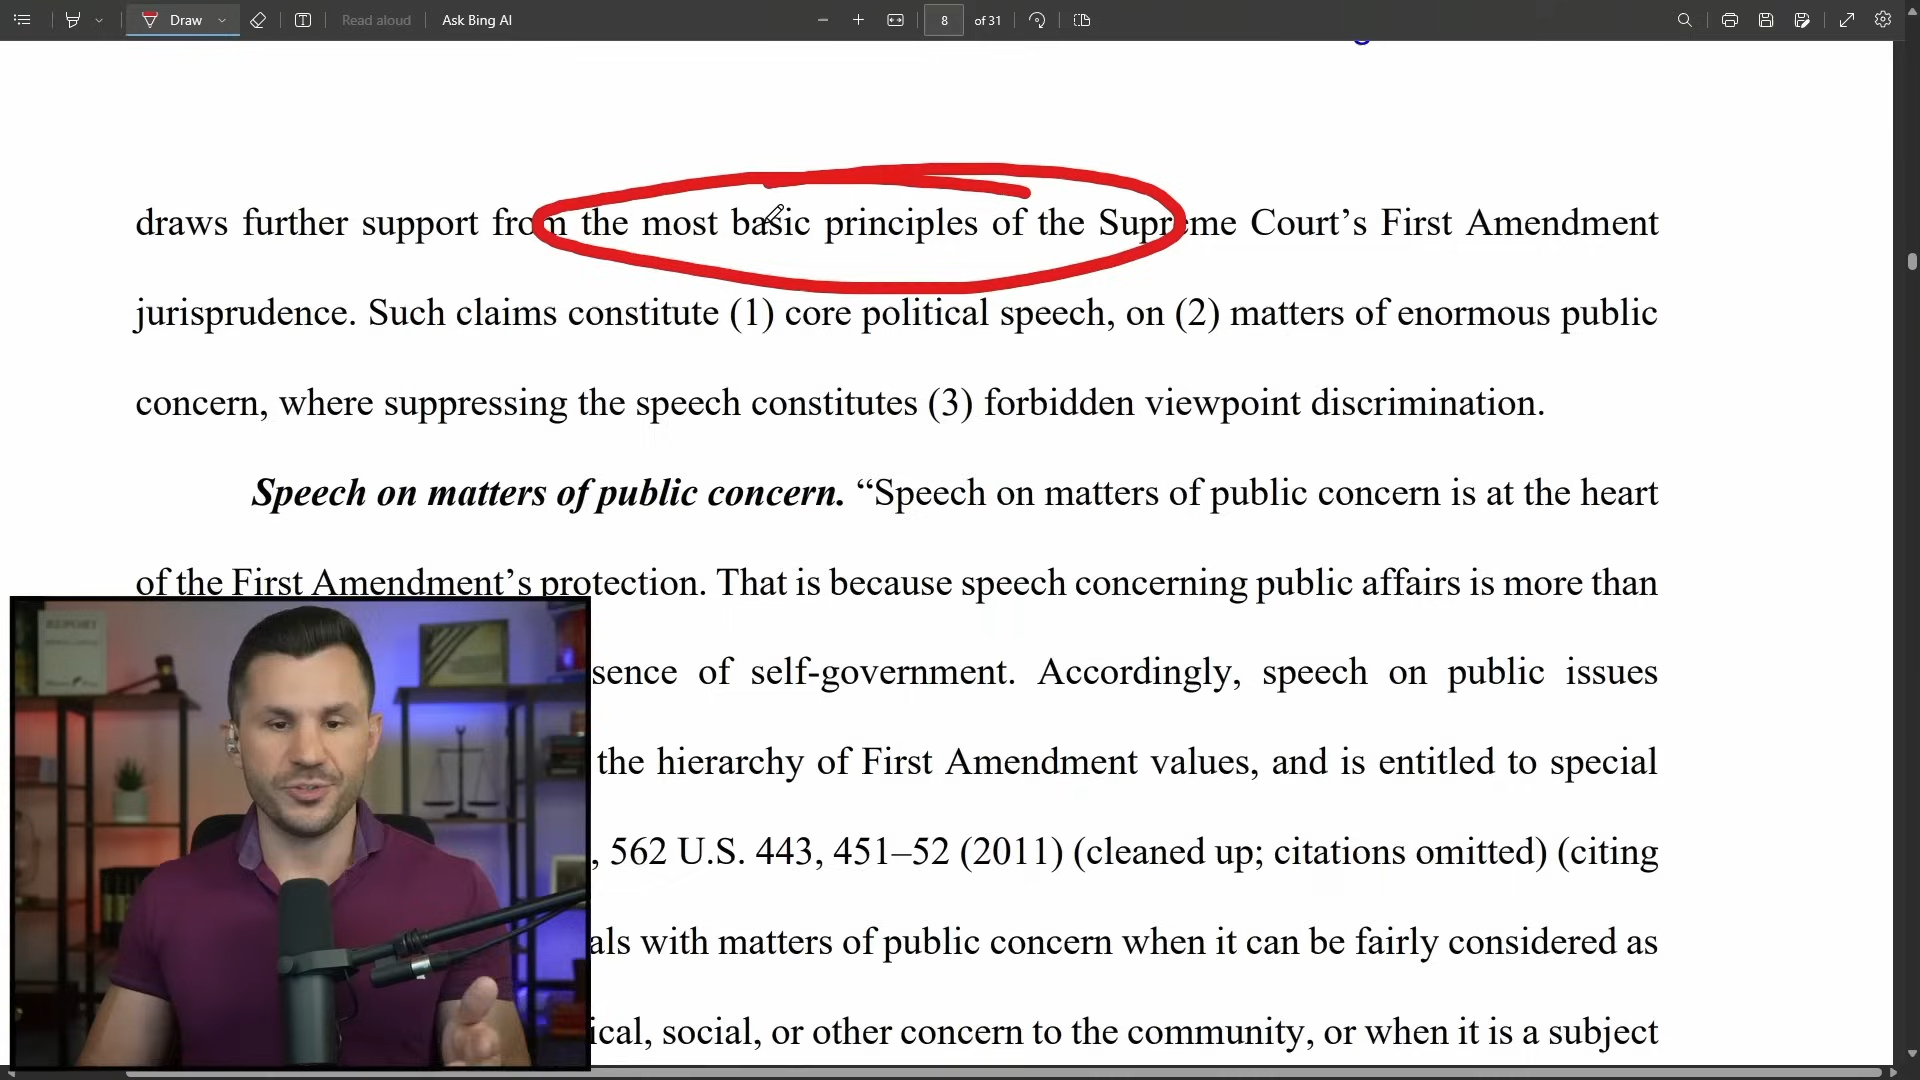 Draw
Read aloud
Ask Bing AI
8 of 31
draws further support from the most basic principles of the Supreme Court’s First Amendment
jurisprudence. Such claims constitute (1) core political speech, on (2) matters of enormous public
concern, where suppressing the speech constitutes (3) forbidden viewpoint discrimination.
Speech on matters of public concern. “Speech on matters of public concern is at the heart
of the First Amendment’s protection. That is because speech concerning public affairs is more than
sence of self-government. Accordingly, speech on public issues
the hierarchy of First Amendment values, and is entitled to special
, 562 U.S. 443, 451–52 (2011) (cleaned up; citations omitted) (citing
als with matters of public concern when it can be fairly considered as
ical, social, or other concern to the community, or when it is a subject
REPORT